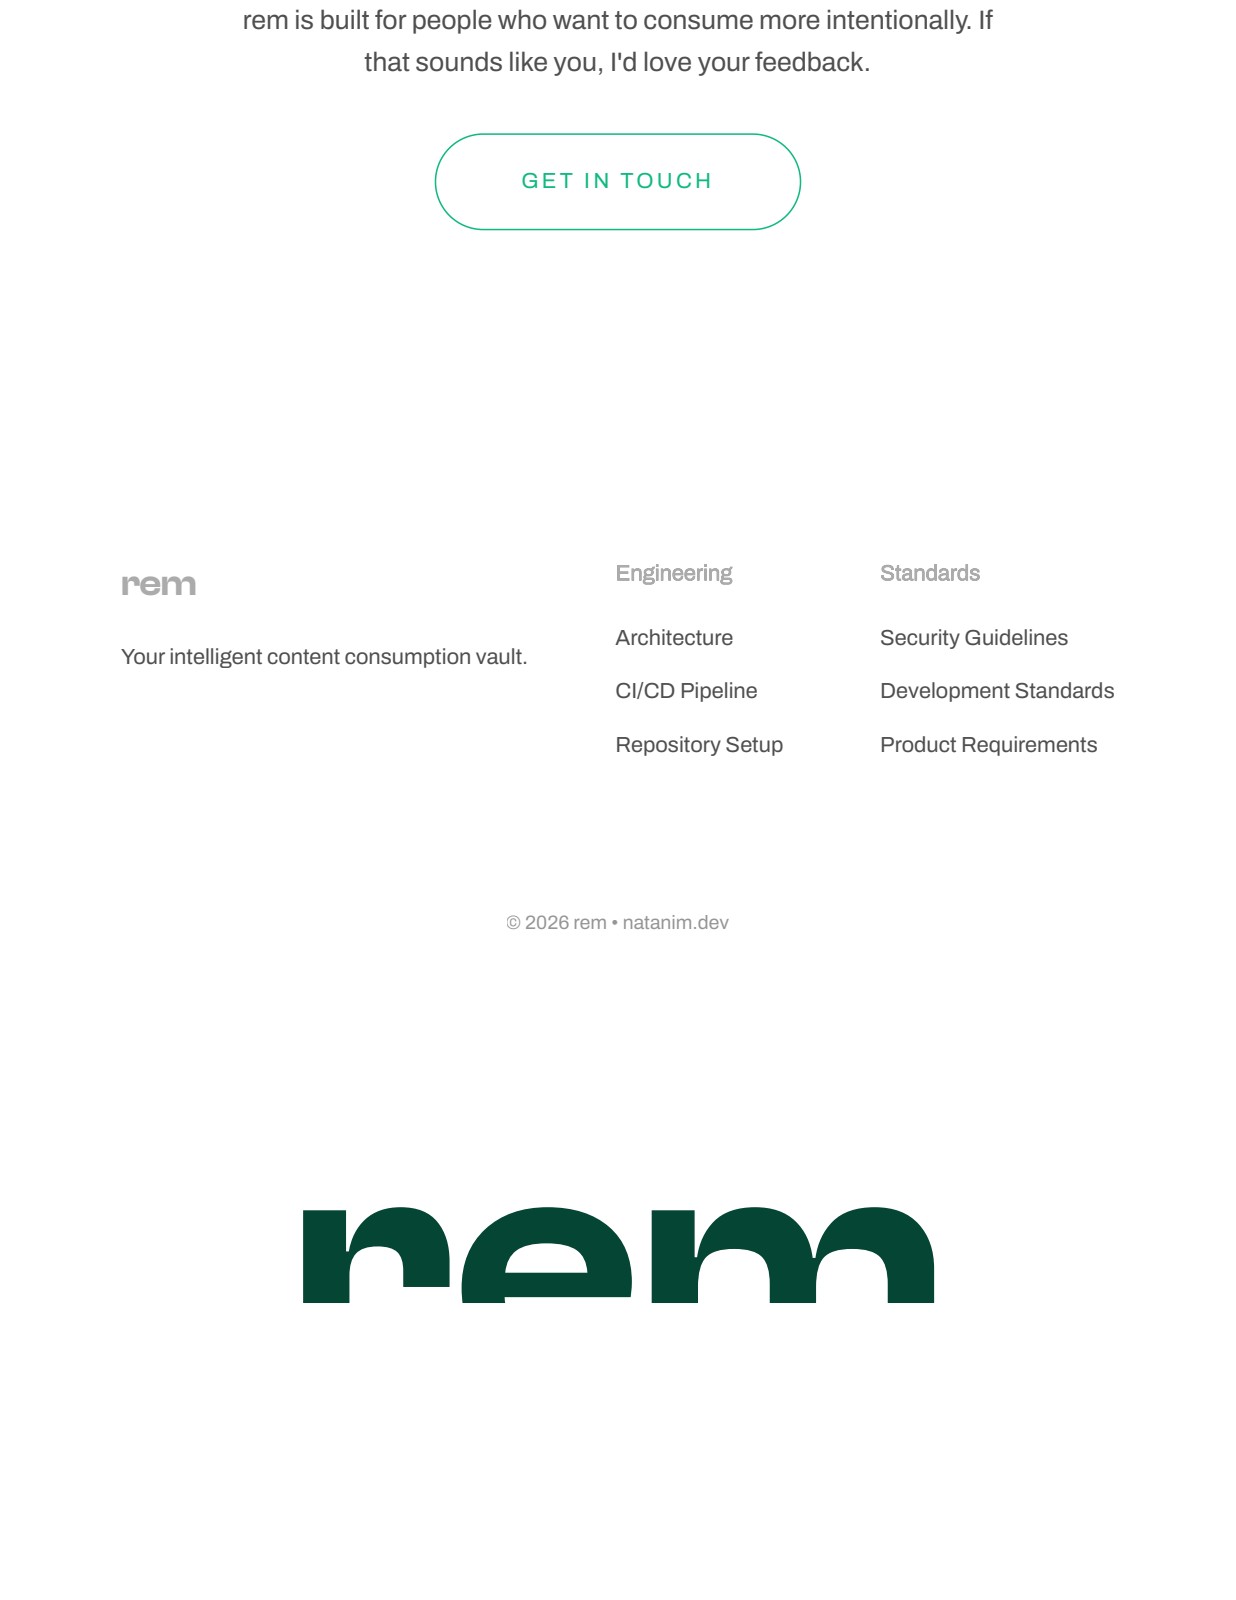 rem is built for people who want to consume more intentionally. If
that sounds like you, I'd love your feedback.
GET IN TOUCH
rem
Your intelligent content consumption vault.
Engineering
Architecture
CI/CD Pipeline
Repository Setup
Standards
Security Guidelines
Development Standards
Product Requirements
© 2026 rem • natanim.dev
rem